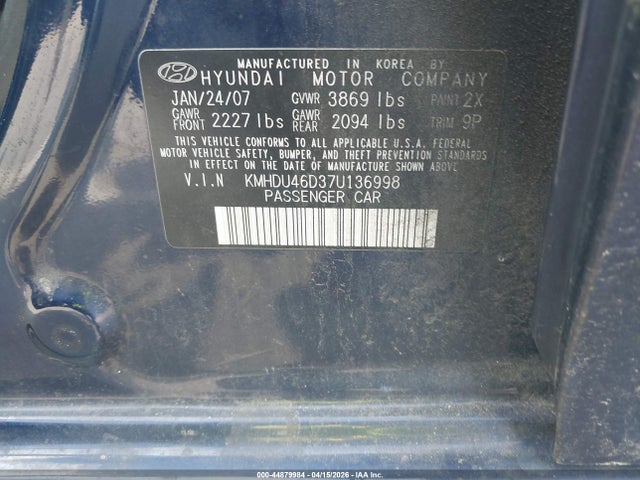 MANUFACTURED IN KOREA BY
HYUNDAI MOTOR COMPANY
JAN/24/07 GVWR 3869 lbs PAINT 2X
GAWR FRONT 2227 lbs GAWR REAR 2094 lbs TRIM 9P
THIS VEHICLE CONFORMS TO ALL APPLICABLE U.S.A. FEDERAL
MOTOR VEHICLE SAFETY, BUMPER, AND THEFT PREVENTION STANDARDS
IN EFFECT ON THE DATE OF MANUFACTURE SHOWN ABOVE
V.I.N KMHDU46D37U136998
PASSENGER CAR
000-44879984 - 04/15/2026 - IAA Inc.